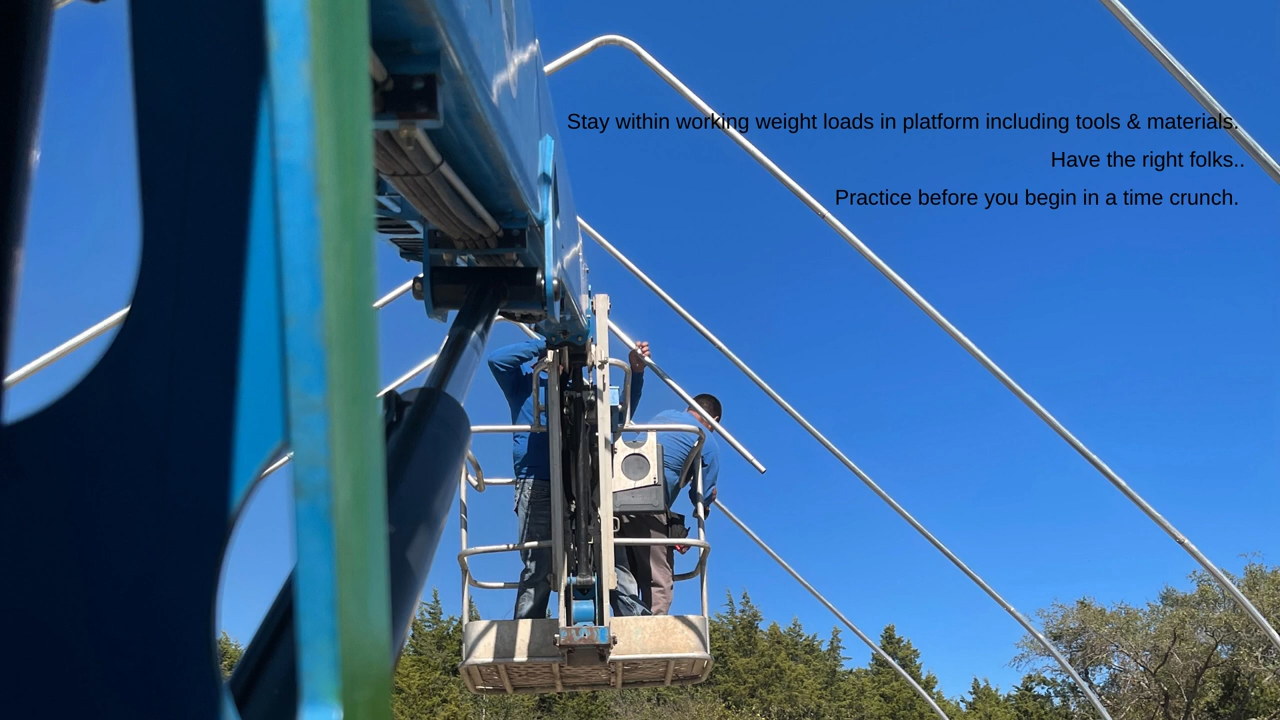 Stay within working weight loads in platform including tools & materials.
Have the right folks..
Practice before you begin in a time crunch.